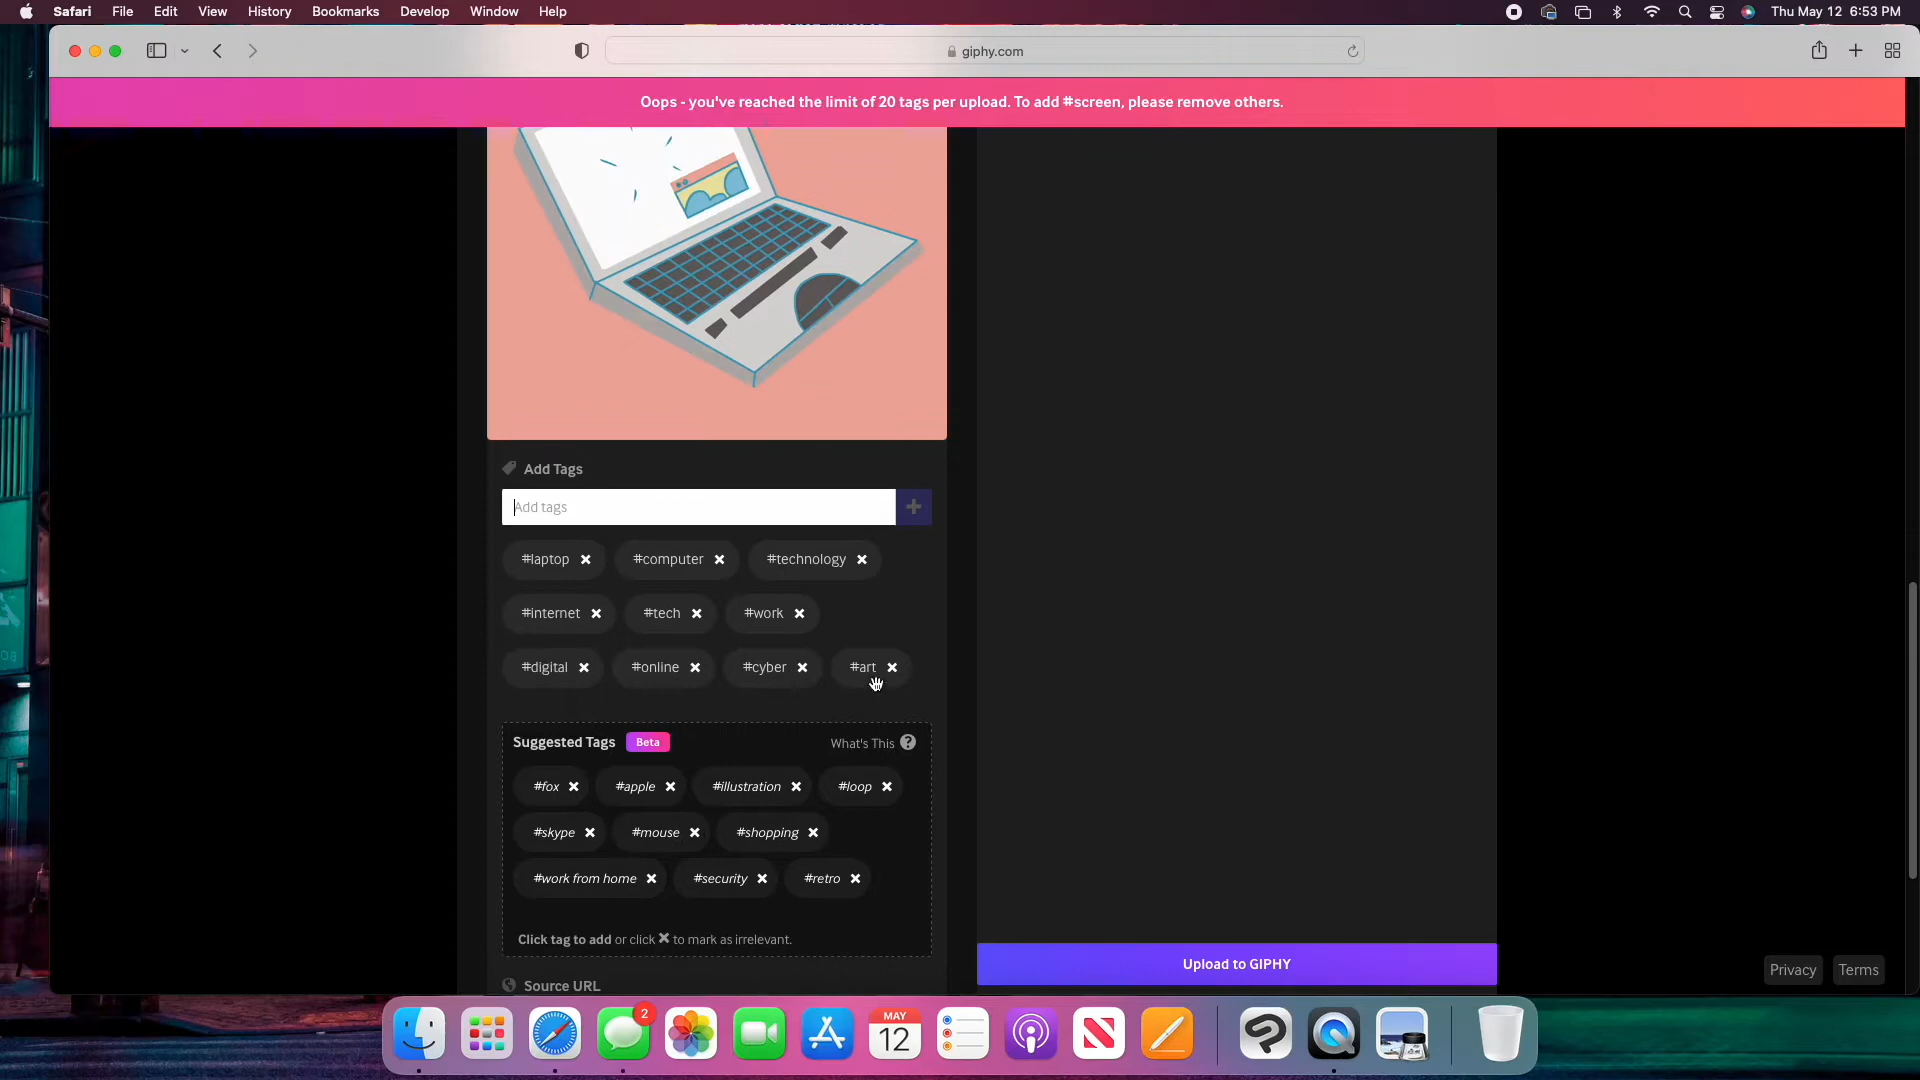 Safari File Edit View History Bookmarks Develop Window Help Thu May 12 6:53 PM
giphy.com
Oops - you've reached the limit of 20 tags per upload. To add #screen, please remove others.
Add Tags
Add tags
#laptop #computer #technology
#internet #tech #work
#digital #online #cyber #art
Suggested Tags Beta What's This ?
#fox #apple #illustration #loop
#skype #mouse #shopping
#work from home #security #retro
Click tag to add or click × to mark as irrelevant.
Upload to GIPHY
Privacy Terms
Source URL
2
MAY
12